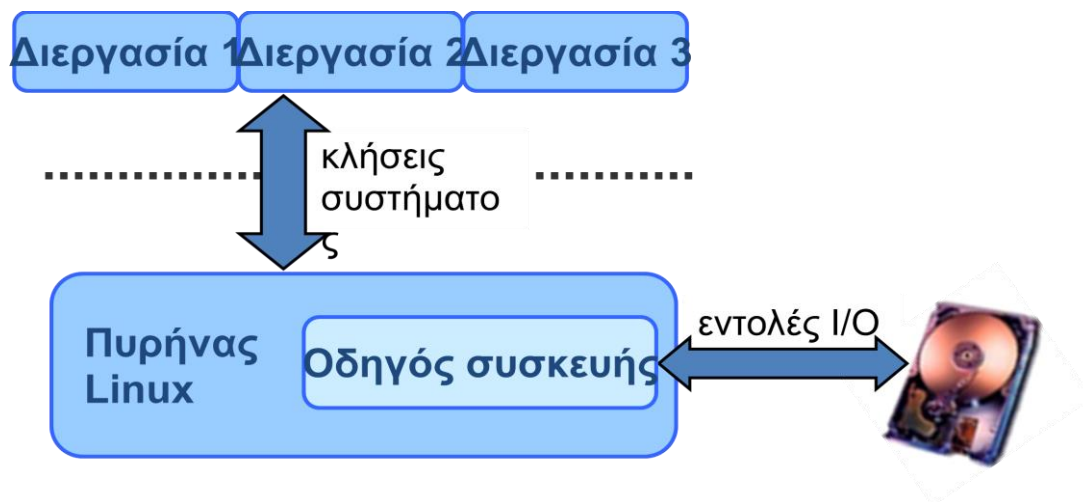 Διεργασία 1
Διεργασία 2
Διεργασία 3
κλήσεις
συστήματο
ς
Πυρήνας
Linux
Οδηγός συσκευής
εντολές I/O